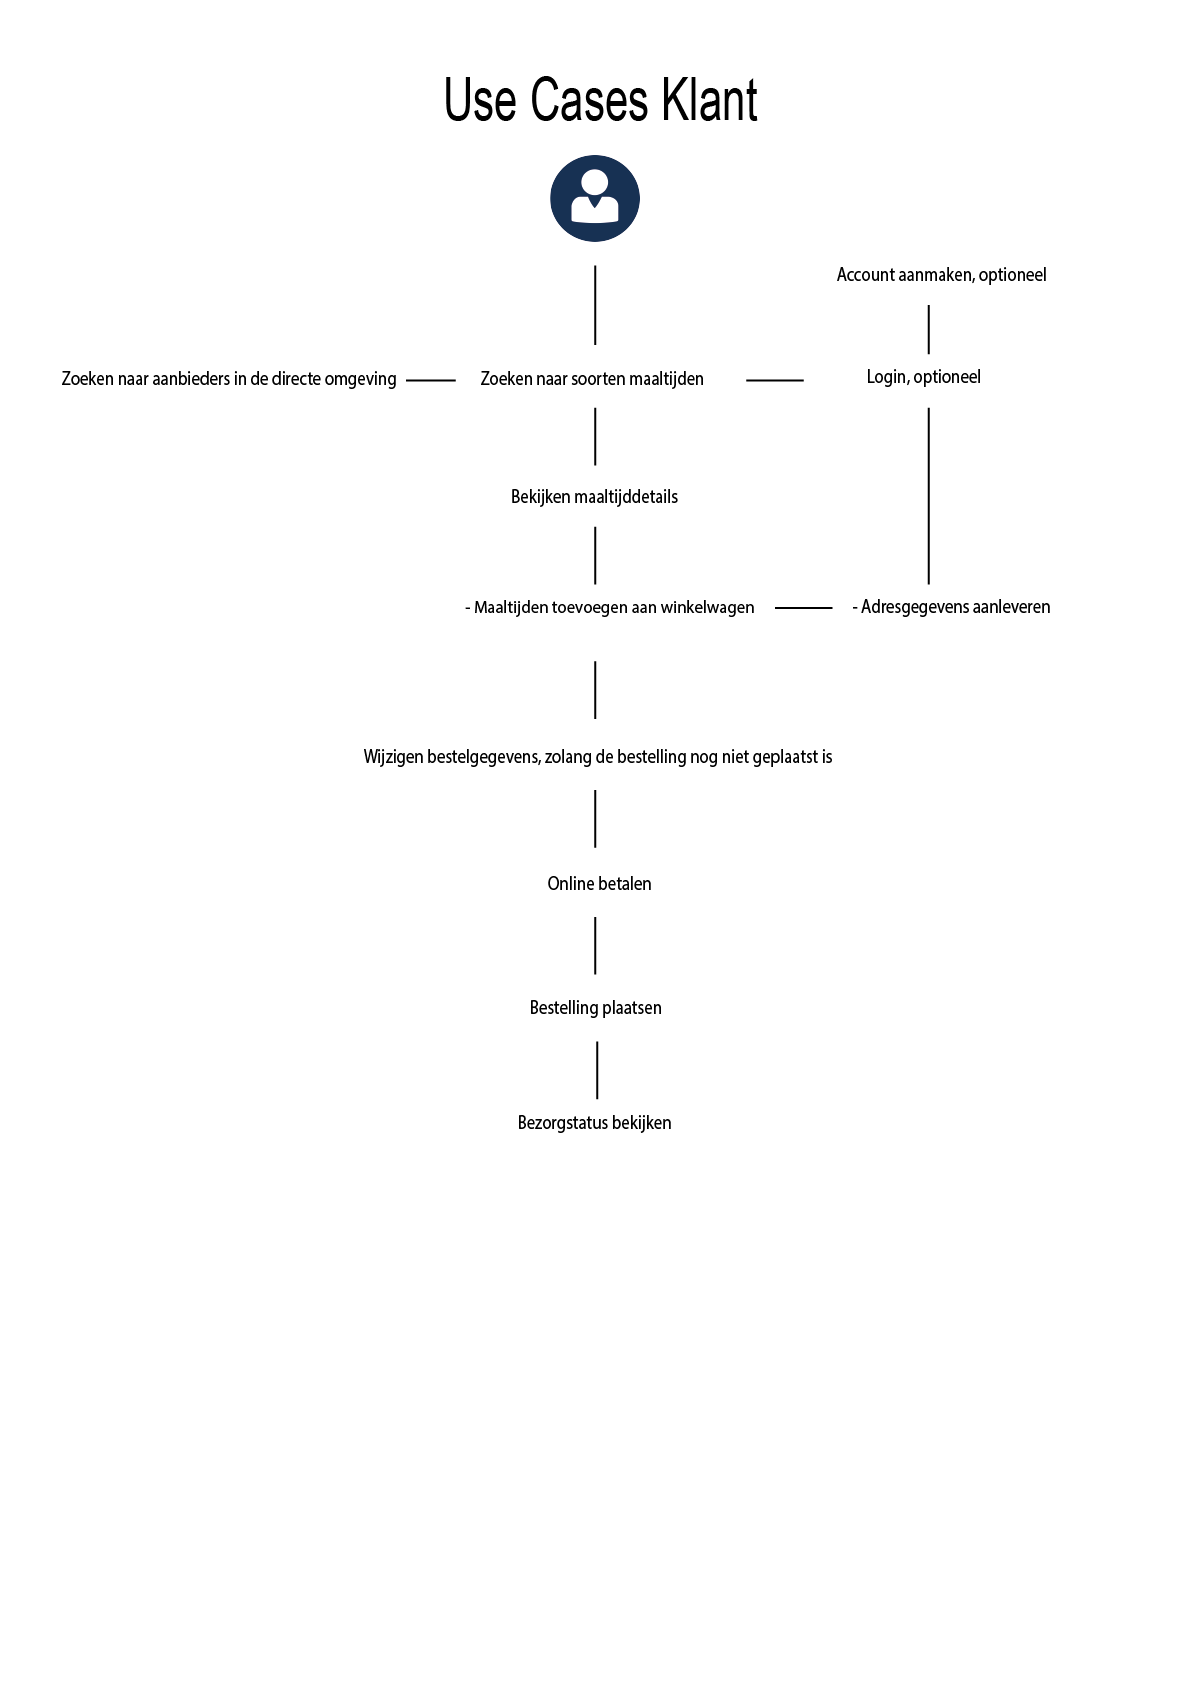 Use Cases Klant
Account aanmaken, optioneel
Zoeken naar aanbieders in de directe omgeving
Zoeken naar soorten maaltijden
Login, optioneel
Bekijken maaltijddetails
- Maaltijden toevoegen aan winkelwagen
- Adresgegevens aanleveren
Wijzigen bestelgegevens, zolang de bestelling nog niet geplaatst is
Online betalen
Bestelling plaatsen
Bezorgstatus bekijken